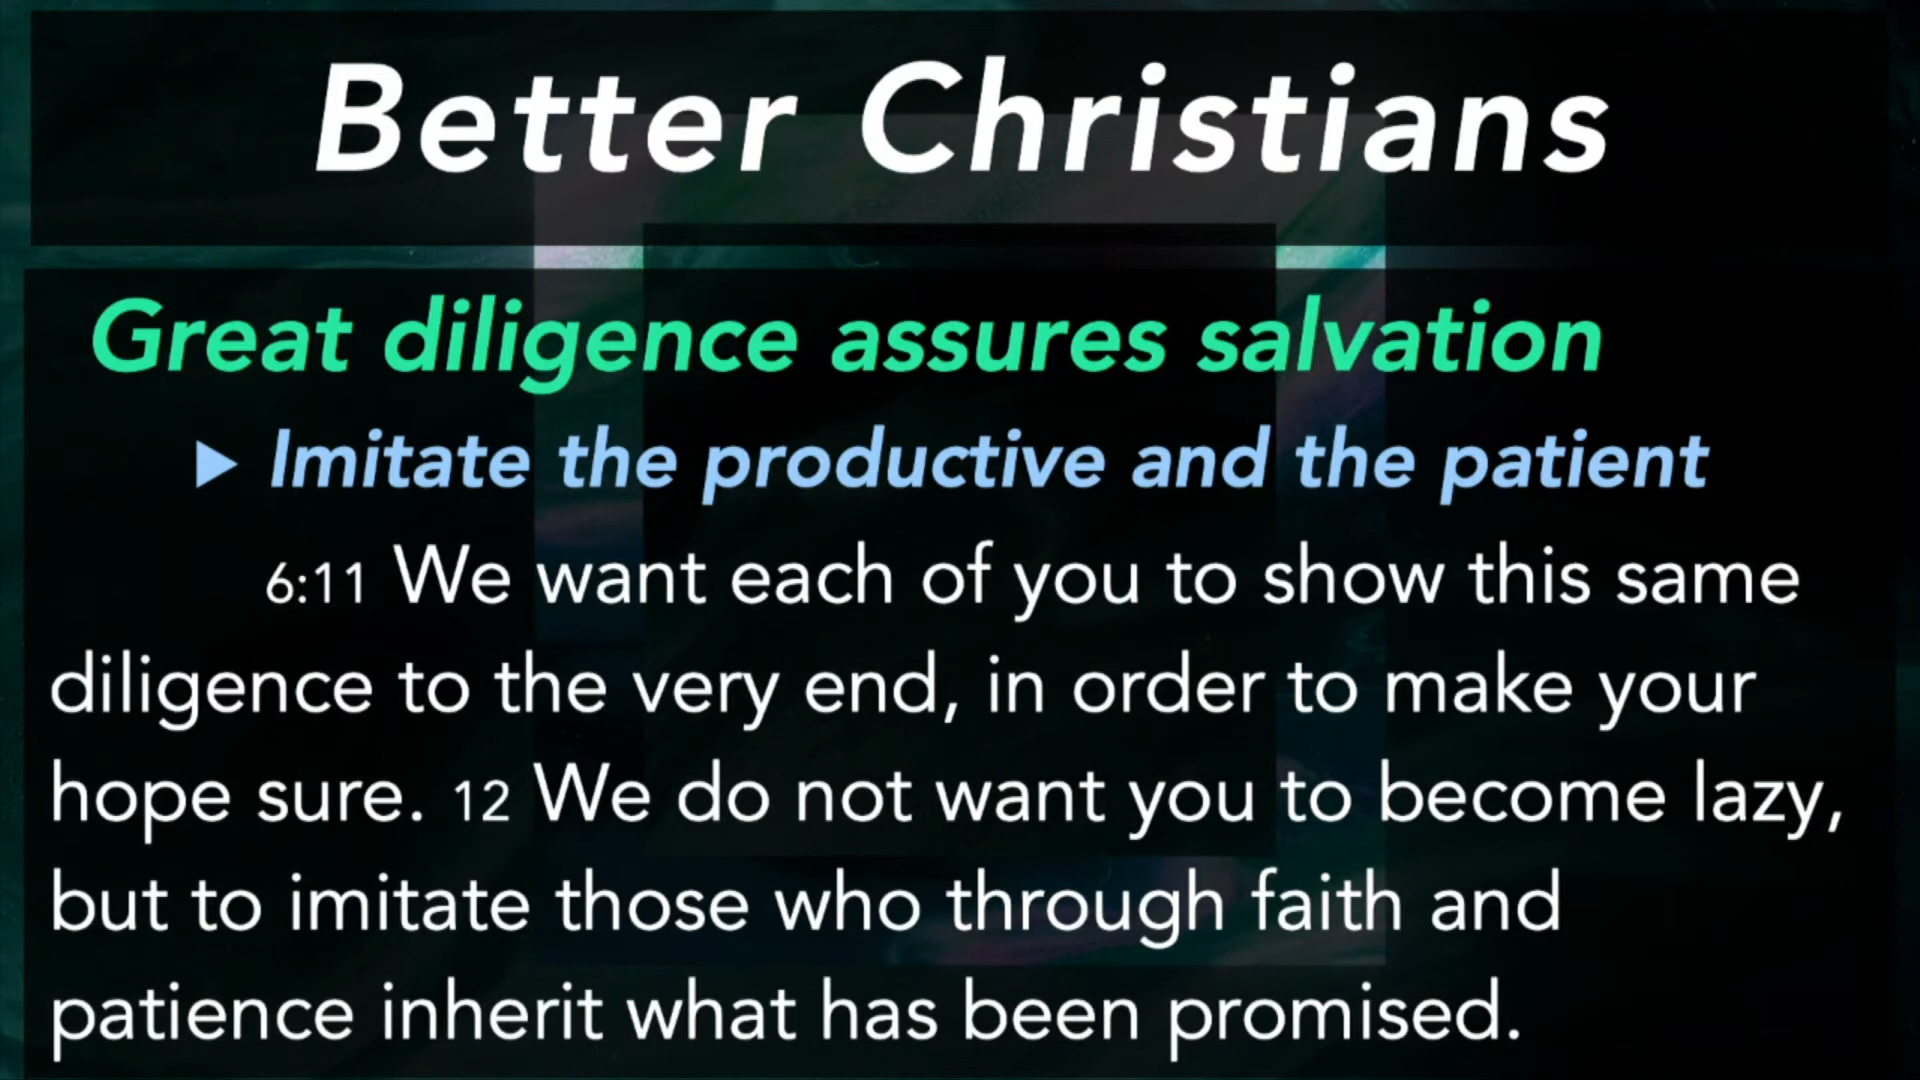 Better Christians
Great diligence assures salvation
▶ Imitate the productive and the patient
6:11 We want each of you to show this same
diligence to the very end, in order to make your
hope sure. 12 We do not want you to become lazy,
but to imitate those who through faith and
patience inherit what has been promised.